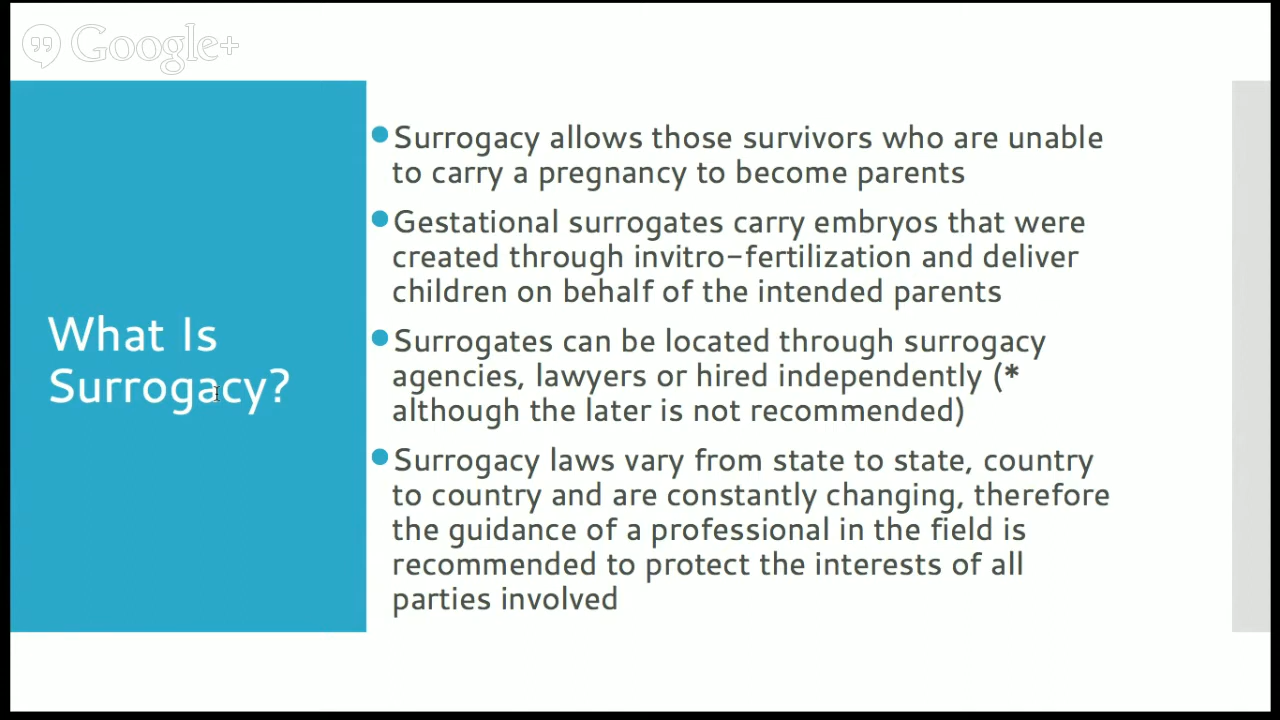 Google+
What Is
Surrogacy?
Surrogacy allows those survivors who are unable
to carry a pregnancy to become parents
Gestational surrogates carry embryos that were
created through invitro-fertilization and deliver
children on behalf of the intended parents
Surrogates can be located through surrogacy
agencies, lawyers or hired independently (*
although the later is not recommended)
Surrogacy laws vary from state to state, country
to country and are constantly changing, therefore
the guidance of a professional in the field is
recommended to protect the interests of all
parties involved